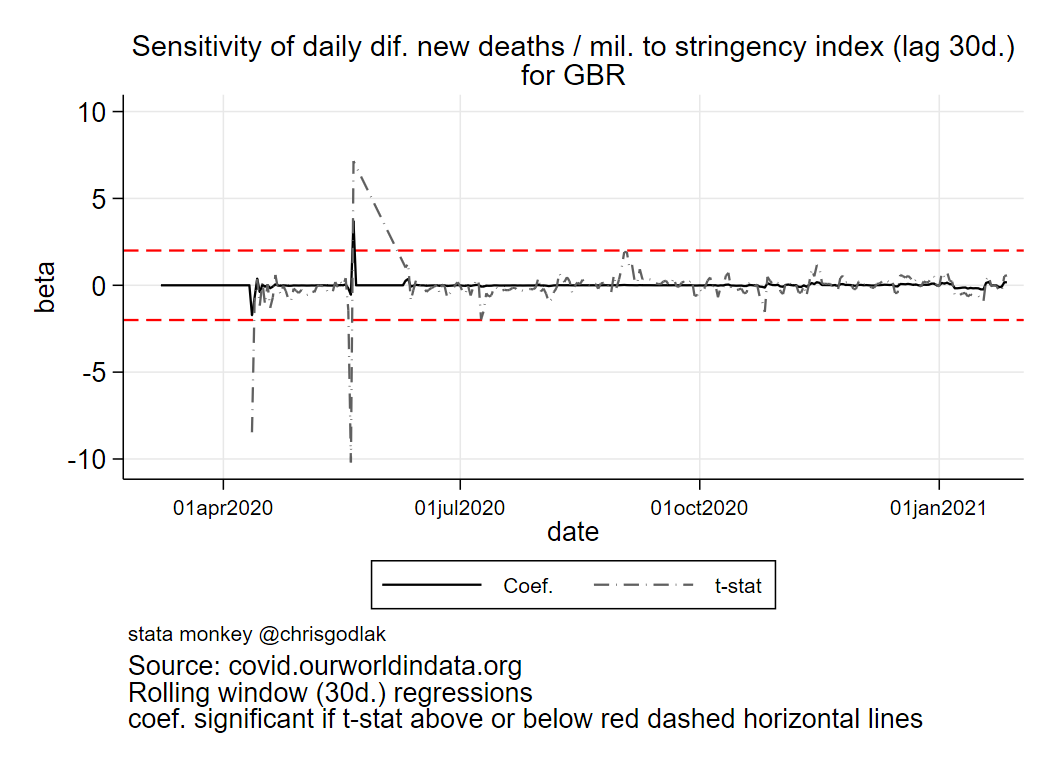 Sensitivity of daily dif. new deaths / mil. to stringency index (lag 30d.)
for GBR
10
5
0
-5
-10
beta
01apr2020
01jul2020
01oct2020
01jan2021
date
Coef.
t-stat
stata monkey @chrisgodlak
Source: covid.ourworldindata.org
Rolling window (30d.) regressions
coef. significant if t-stat above or below red dashed horizontal lines